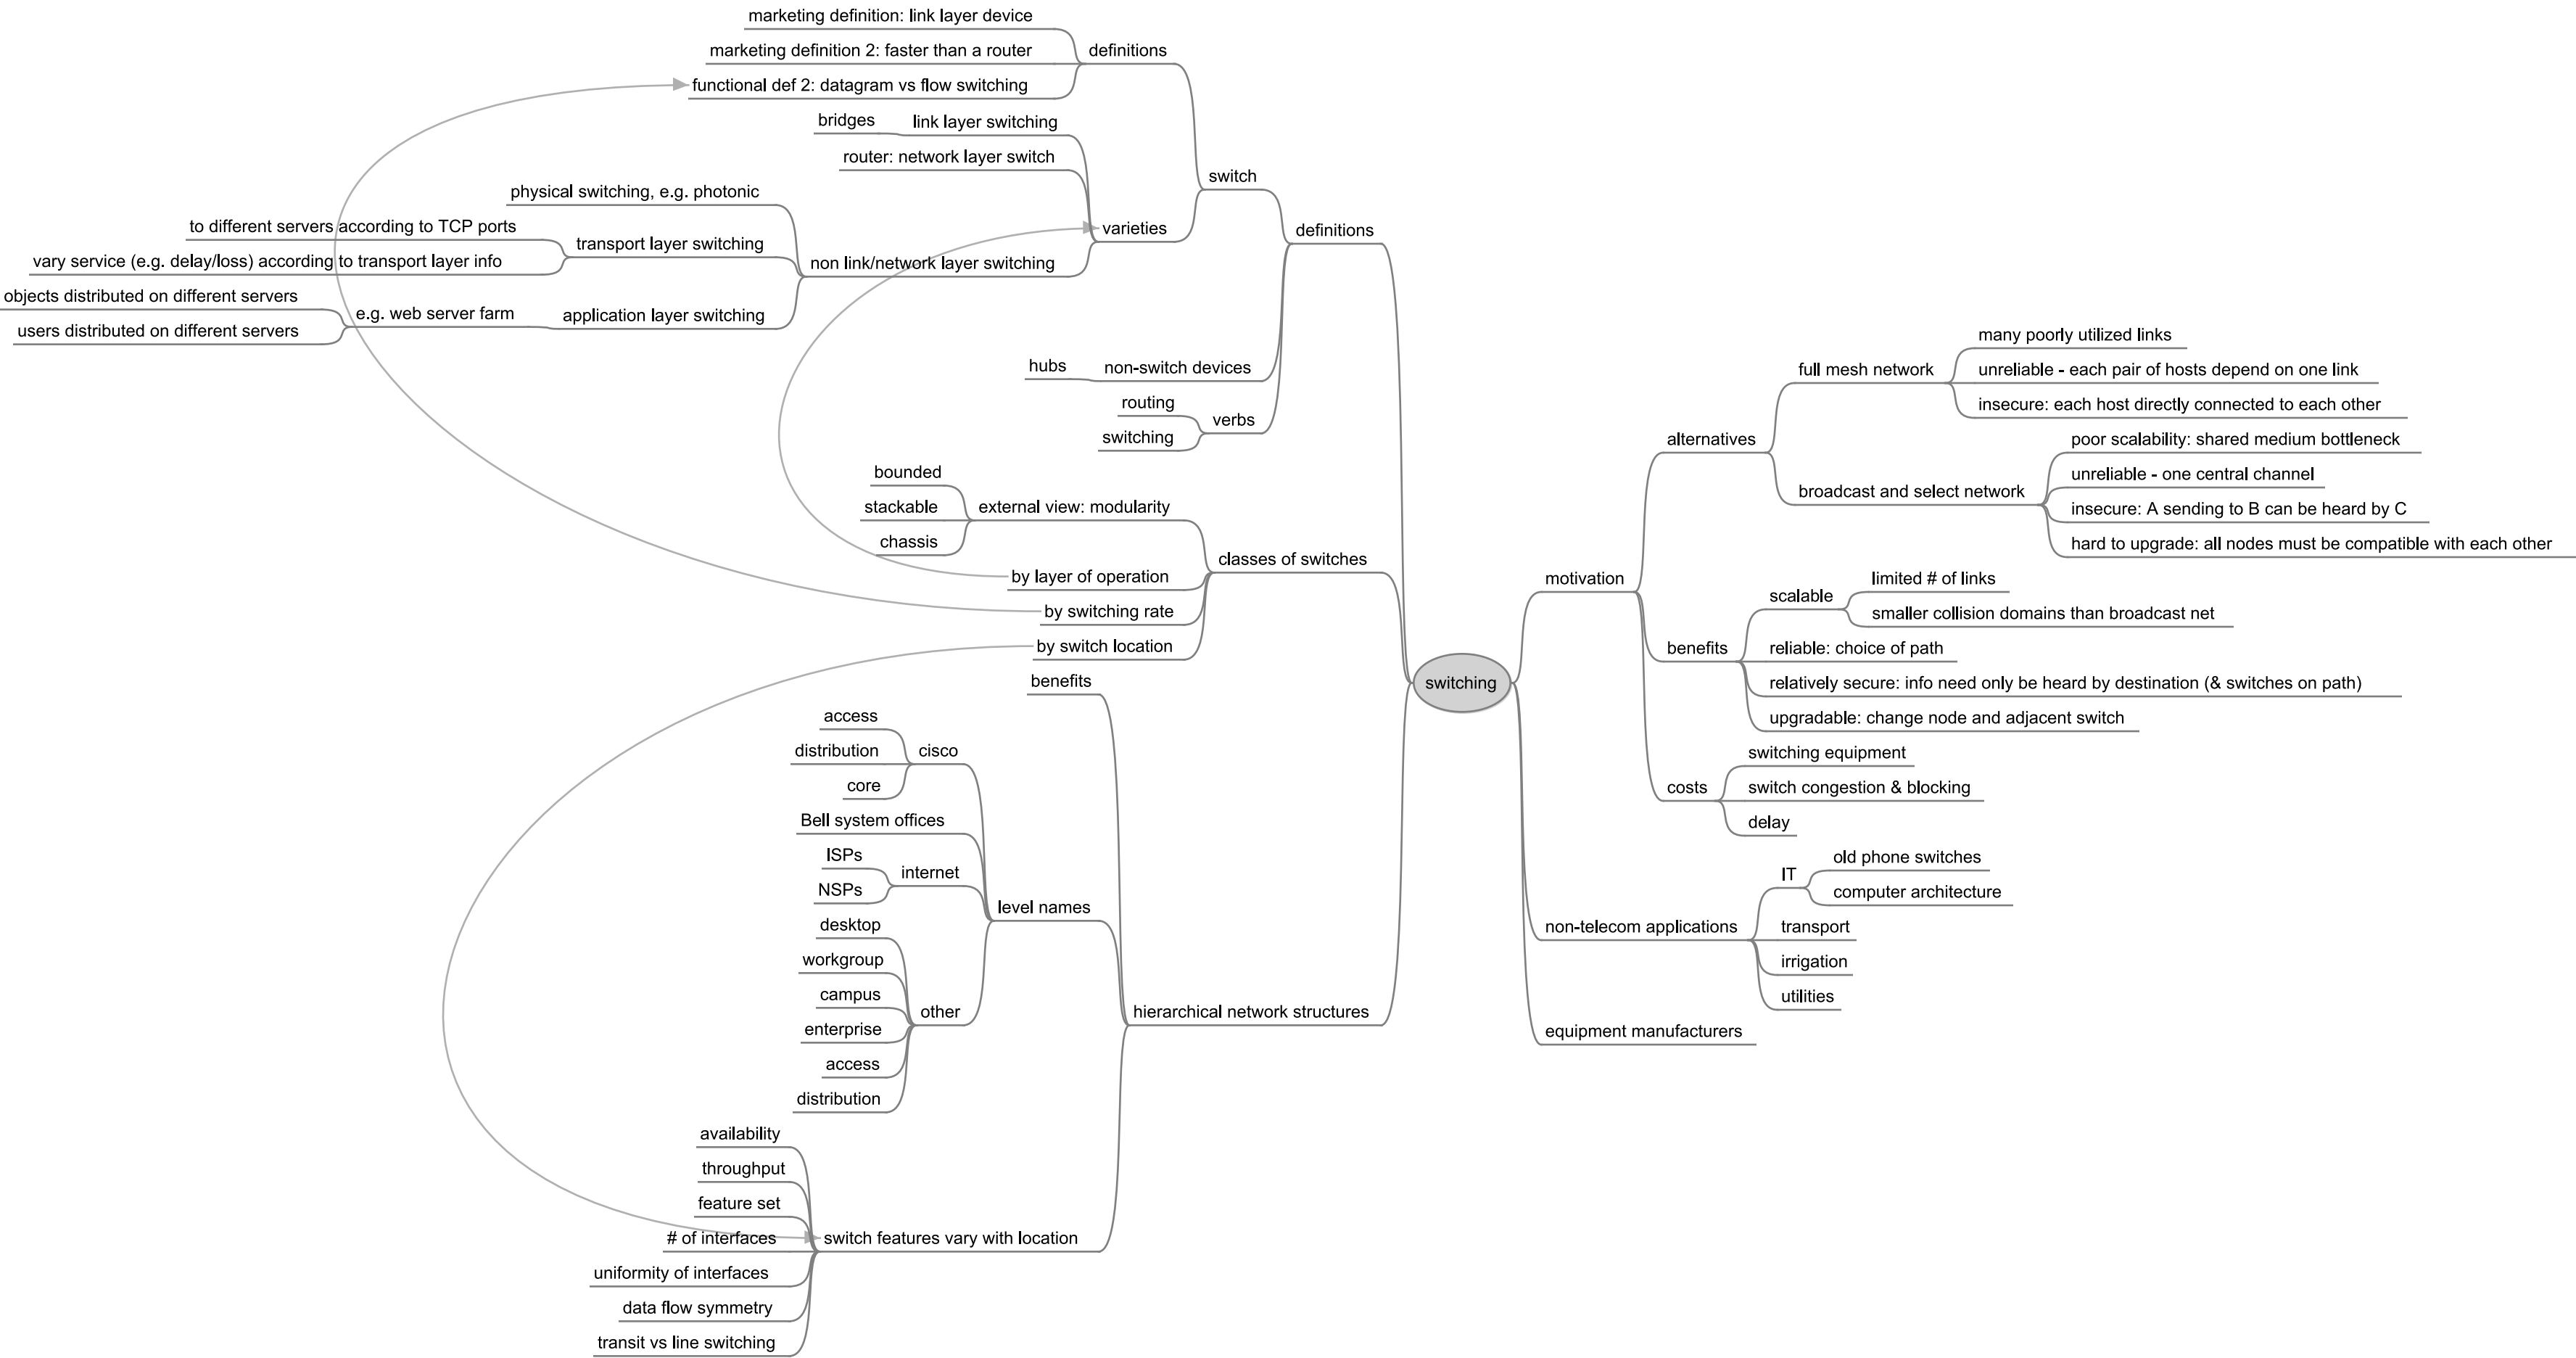 marketing definition: link layer device
marketing definition 2: faster than a router
definitions
functional def 2: datagram vs flow switching
bridges
link layer switching
router: network layer switch
switch
physical switching, e.g. photonic
to different servers according to TCP ports
transport layer switching
varieties
definitions
vary service (e.g. delay/loss) according to transport layer info
non link/network layer switching
objects distributed on different servers
e.g. web server farm
application layer switching
users distributed on different servers
hubs
non-switch devices
routing
verbs
switching
bounded
stackable
external view: modularity
chassis
classes of switches
by layer of operation
by switching rate
by switch location
benefits
access
distribution
cisco
core
Bell system offices
ISPs
internet
NSPs
level names
desktop
workgroup
campus
other
hierarchical network structures
enterprise
access
distribution
availability
throughput
feature set
# of interfaces
switch features vary with location
uniformity of interfaces
data flow symmetry
transit vs line switching
switching
many poorly utilized links
full mesh network
unreliable - each pair of hosts depend on one link
insecure: each host directly connected to each other
alternatives
poor scalability: shared medium bottleneck
unreliable - one central channel
broadcast and select network
insecure: A sending to B can be heard by C
hard to upgrade: all nodes must be compatible with each other
motivation
limited # of links
scalable
smaller collision domains than broadcast net
benefits
reliable: choice of path
relatively secure: info need only be heard by destination (& switches on path)
upgradable: change node and adjacent switch
switching equipment
costs
switch congestion & blocking
delay
old phone switches
IT
computer architecture
non-telecom applications
transport
irrigation
utilities
equipment manufacturers